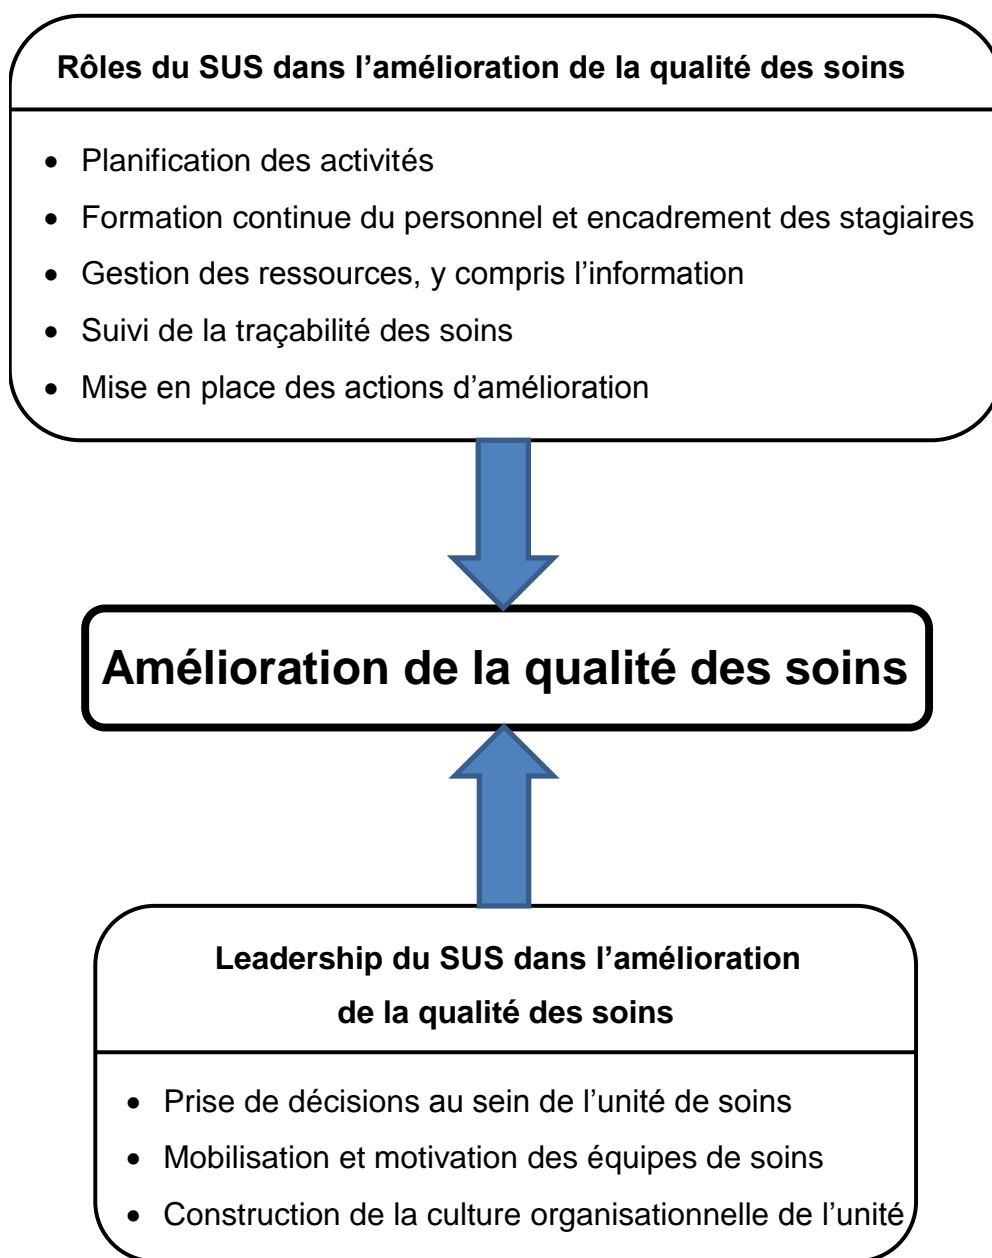 Rôles du SUS dans l’amélioration de la qualité des soins
• Planification des activités
• Formation continue du personnel et encadrement des stagiaires
• Gestion des ressources, y compris l’information
• Suivi de la traçabilité des soins
• Mise en place des actions d’amélioration
Amélioration de la qualité des soins
Leadership du SUS dans l’amélioration
de la qualité des soins
• Prise de décisions au sein de l’unité de soins
• Mobilisation et motivation des équipes de soins
• Construction de la culture organisationnelle de l’unité